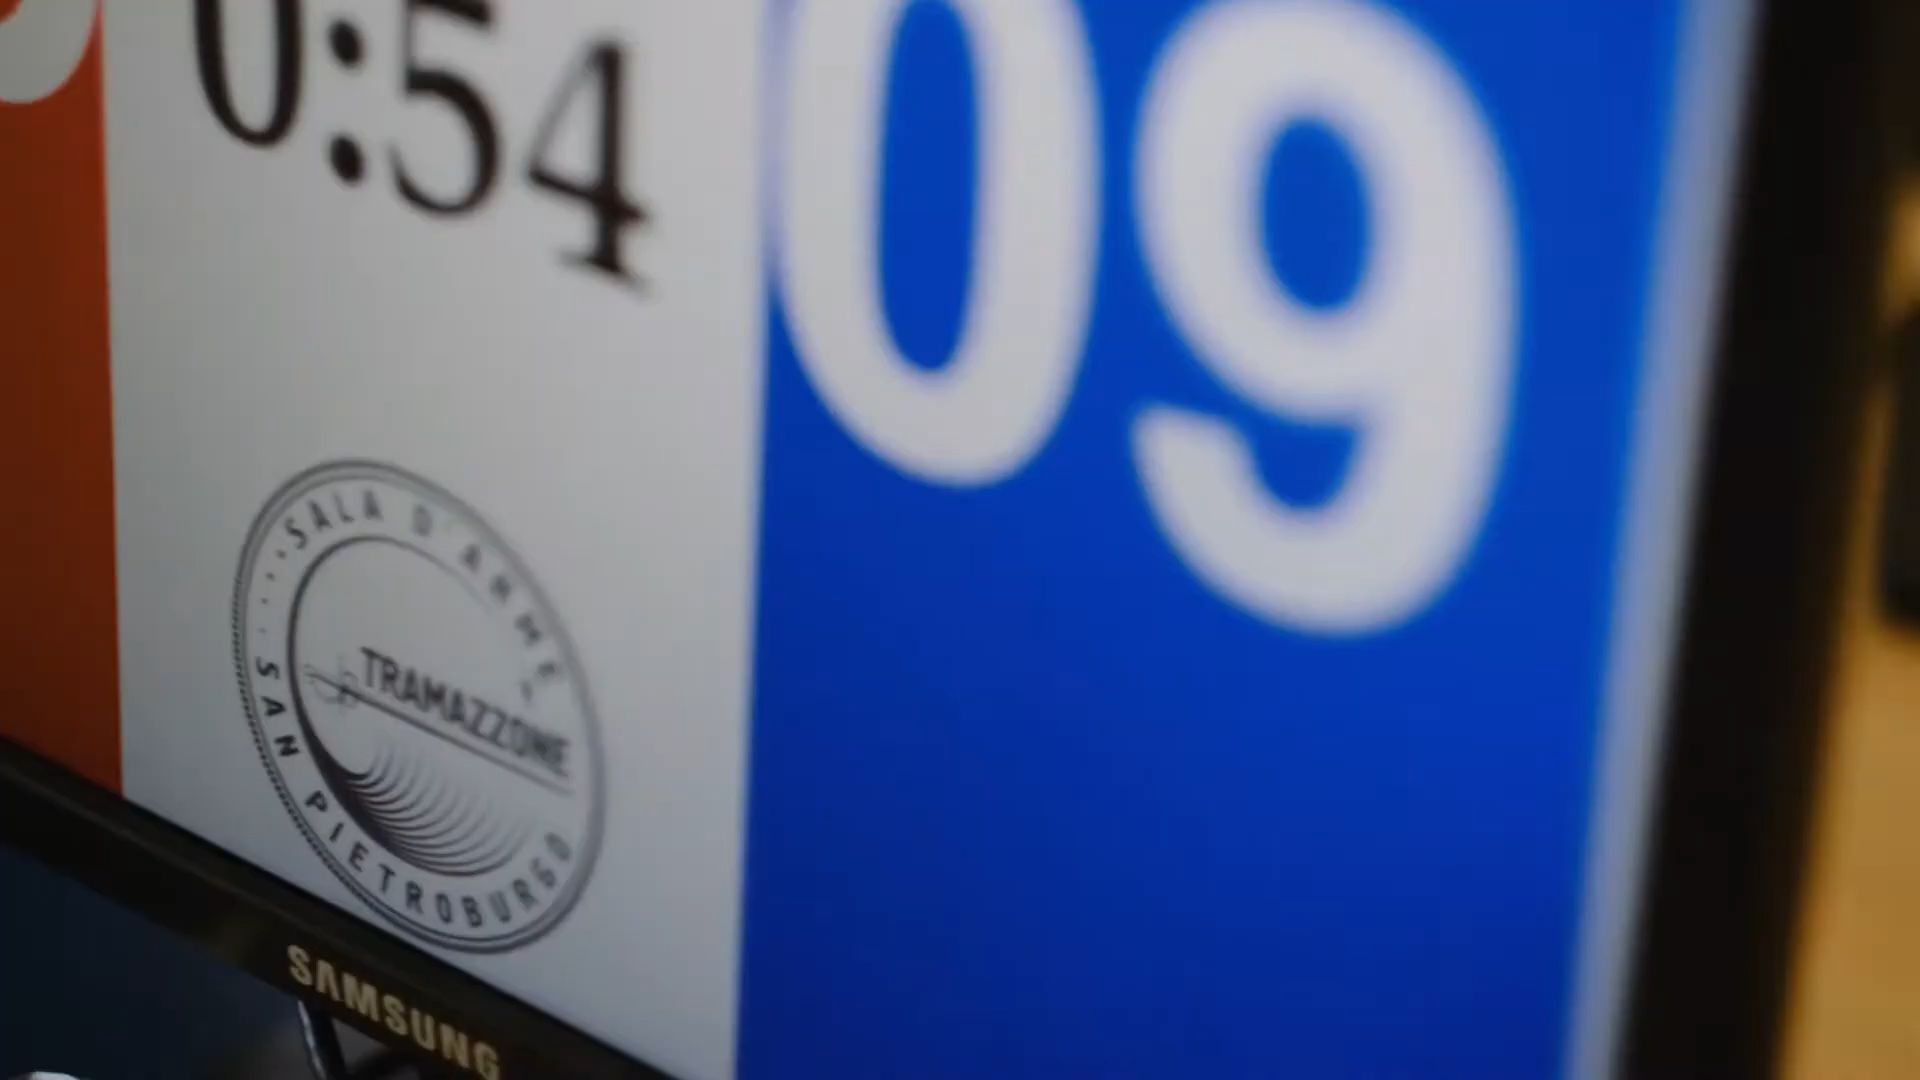 0:54
09
SALA D'ARME
TRAMAZZONE
SAN PIETROBURGO
SAMSUNG